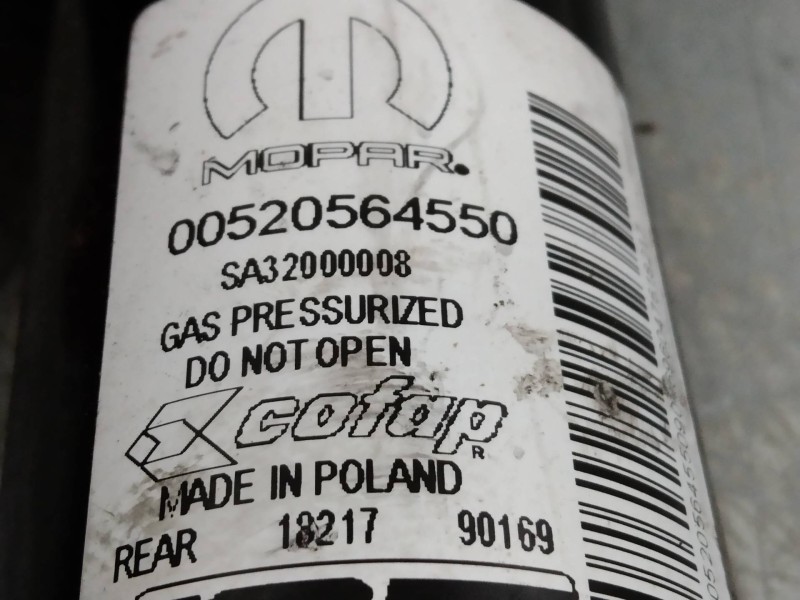 MOPAR.
00520564550
SA32000008
GAS PRESSURIZED
DO NOT OPEN
cofap R
MADE IN POLAND
REAR 18217 90169